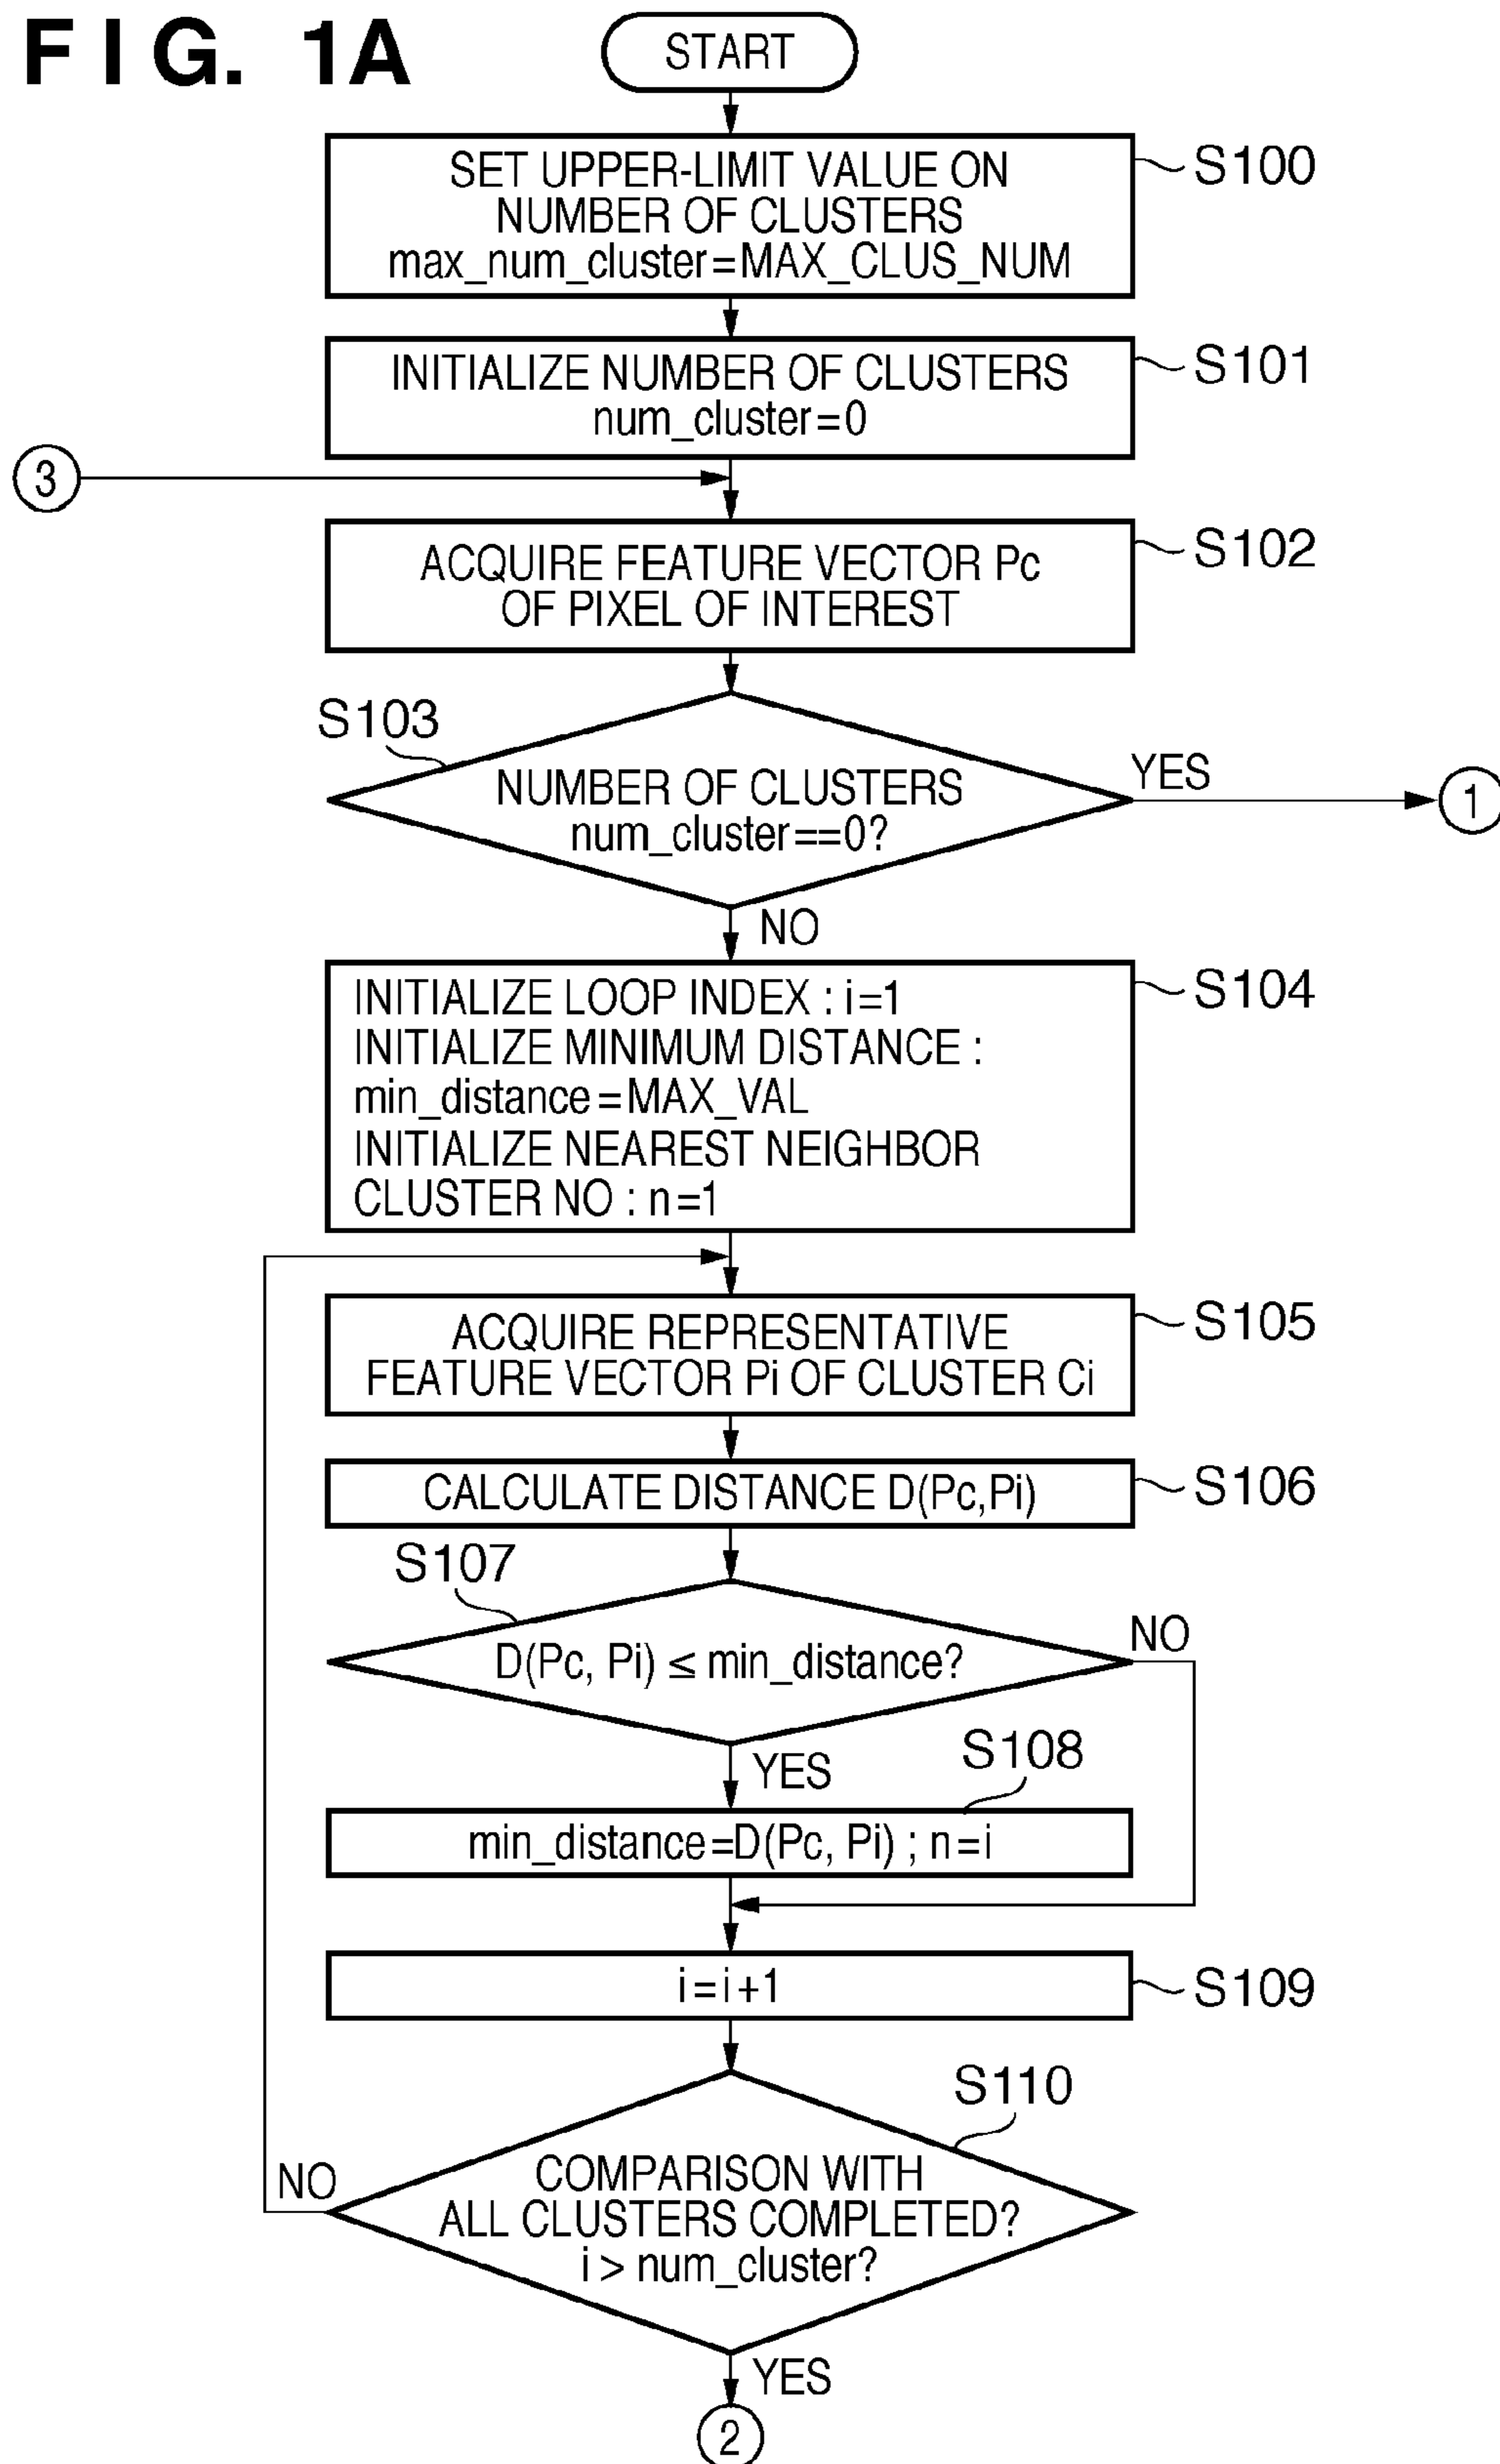 FIG. 1A
START
SET UPPER-LIMIT VALUE ON
NUMBER OF CLUSTERS
max_num_cluster=MAX_CLUS_NUM
S100
INITIALIZE NUMBER OF CLUSTERS
num_cluster=0
S101
3
ACQUIRE FEATURE VECTOR Pc
OF PIXEL OF INTEREST
S102
S103
NUMBER OF CLUSTERS
num_cluster==0?
YES
1
NO
INITIALIZE LOOP INDEX : i=1
INITIALIZE MINIMUM DISTANCE :
min_distance=MAX_VAL
INITIALIZE NEAREST NEIGHBOR
CLUSTER NO : n=1
S104
ACQUIRE REPRESENTATIVE
FEATURE VECTOR Pi OF CLUSTER Ci
S105
CALCULATE DISTANCE D(Pc,Pi)
S106
S107
D(Pc, Pi) ≤ min_distance?
NO
YES
S108
min_distance=D(Pc, Pi) ; n=i
i=i+1
S109
S110
COMPARISON WITH
ALL CLUSTERS COMPLETED?
i > num_cluster?
NO
YES
2